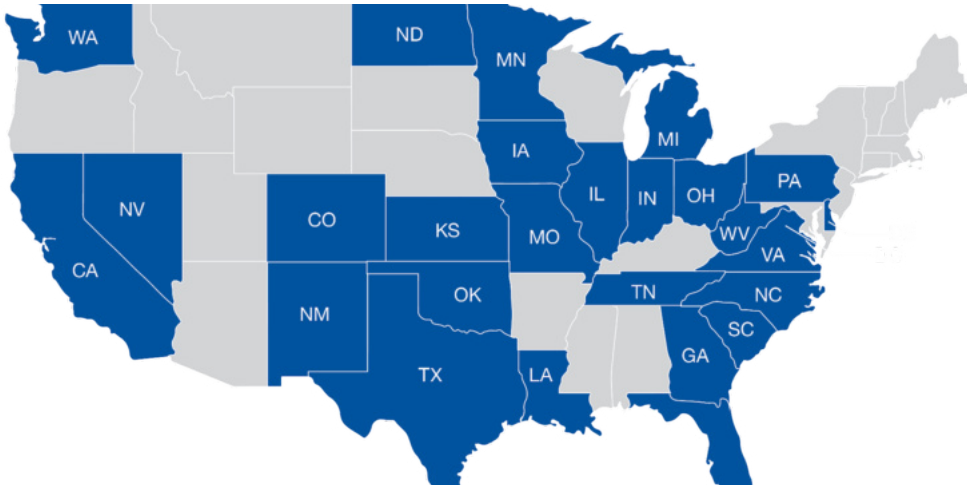 WA
ND
MN
IA
MI
NV
CO
KS
MO
IL
IN
OH
PA
WV
VA
CA
NM
OK
TN
NC
SC
TX
LA
GA